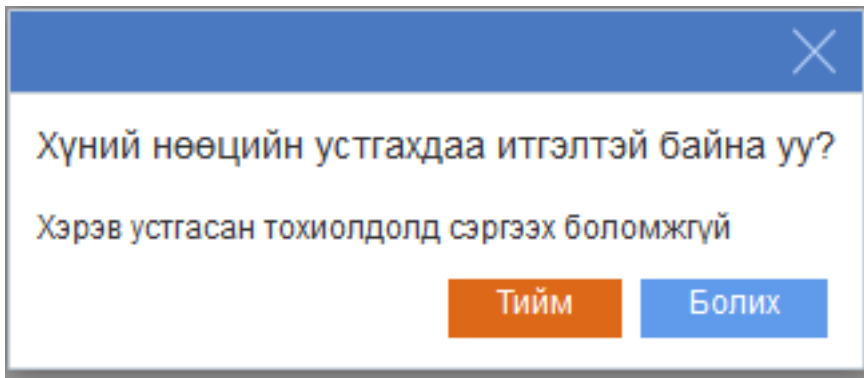 Хүний нөөцийн устгахдаа итгэлтэй байна уу?
Хэрэв устгасан тохиолдолд сэргээх боломжгүй
Тийм Болих